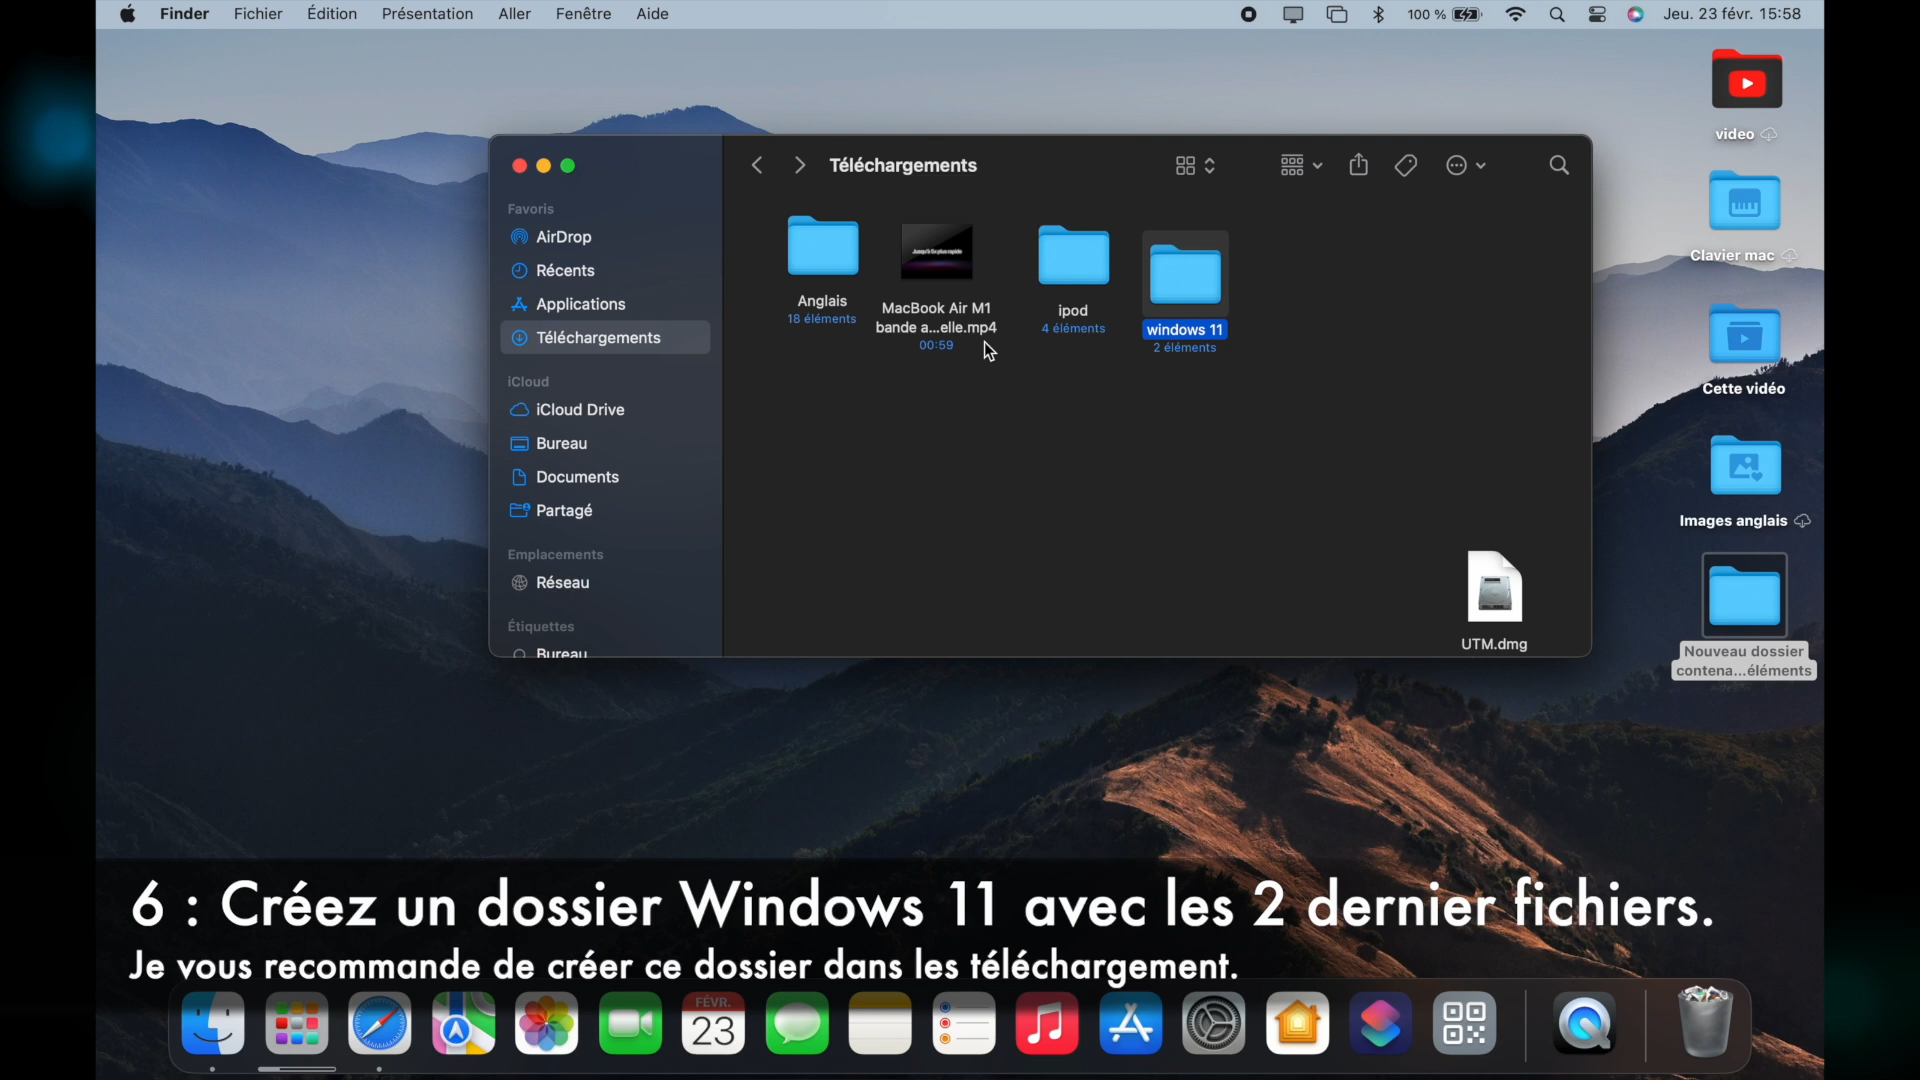 Finder Fichier Édition Présentation Aller Fenêtre Aide
100 % Jeu. 23 févr. 15:58
Téléchargements
Favoris
AirDrop
Récents
Applications
Téléchargements
iCloud
iCloud Drive
Bureau
Documents
Partagé
Emplacements
Réseau
Étiquettes
Bureau
Anglais
18 éléments
Jusqu'à 5x plus rapide
MacBook Air M1
bande a...elle.mp4
00:59
ipod
4 éléments
windows 11
2 éléments
UTM.dmg
video
Clavier mac
Cette vidéo
Images anglais
Nouveau dossier
contena...éléments
6 : Créez un dossier Windows 11 avec les 2 dernier fichiers.
Je vous recommande de créer ce dossier dans les téléchargement.
FÉVR.
23